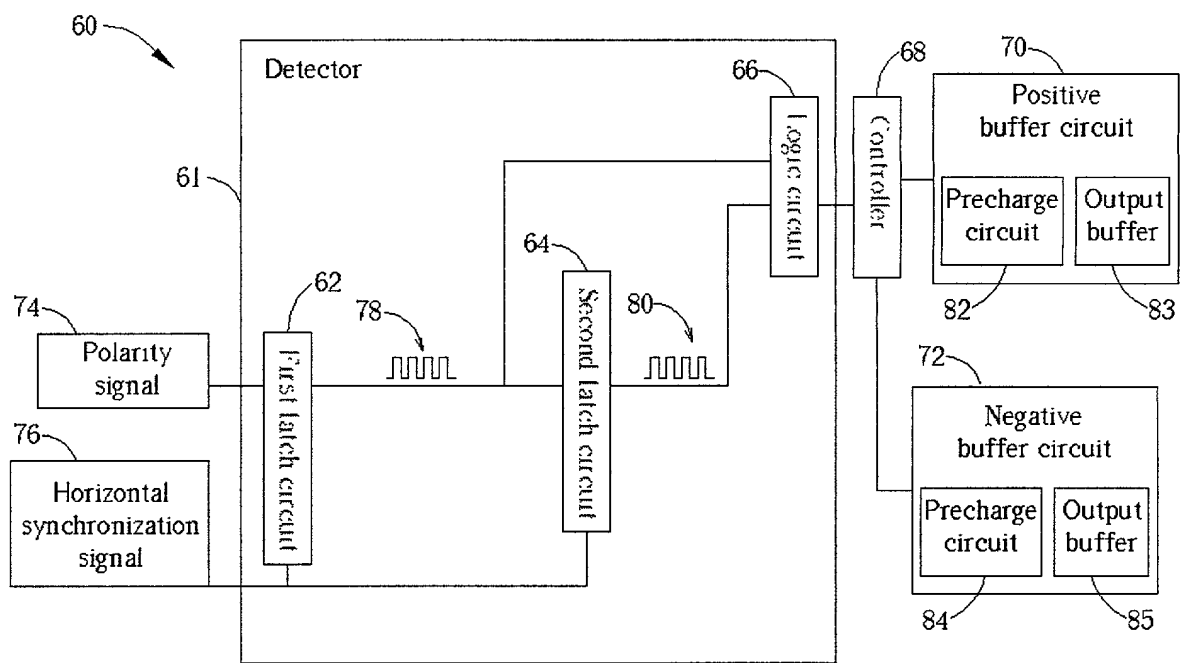 60
Detector
61
66
Logic circuit
68
Controller
70
Positive
buffer circuit
Precharge
circuit
Output
buffer
82
83
64
Second latch circuit
62
First latch circuit
78
80
74
Polarity
signal
76
Horizontal
synchronization
signal
72
Negative
buffer circuit
Precharge
circuit
Output
buffer
84
85